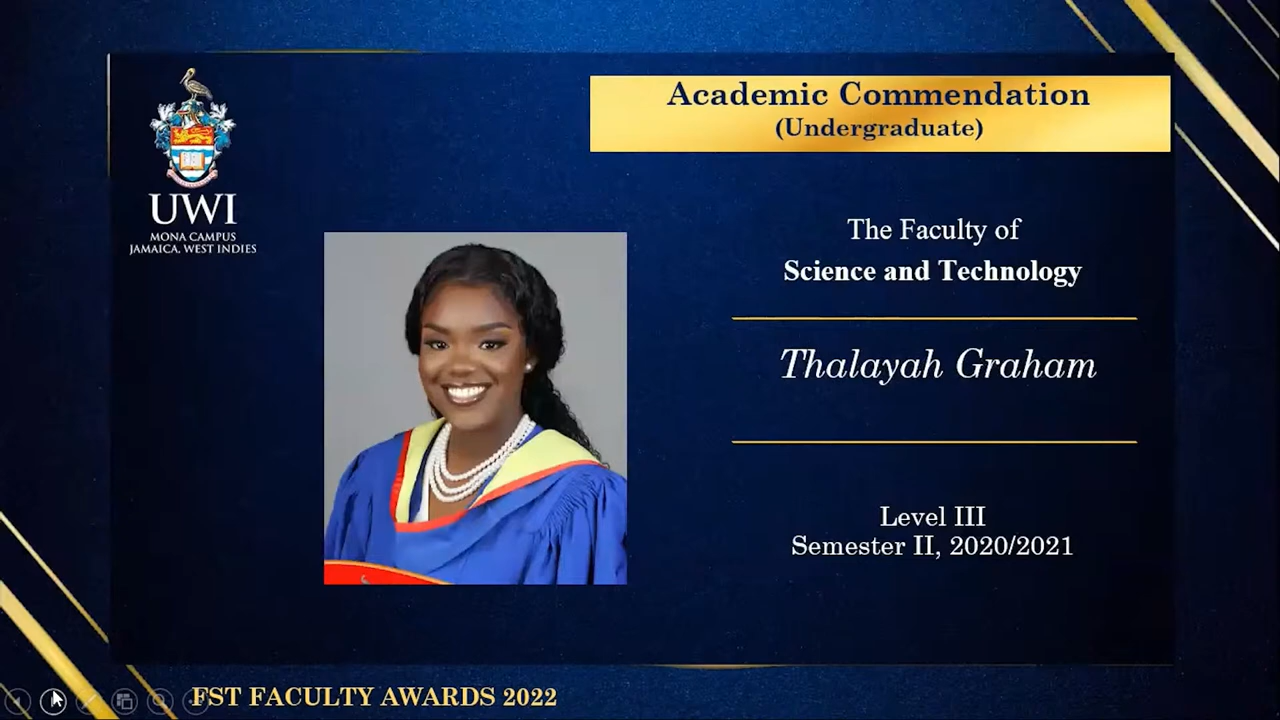 Academic Commendation
(Undergraduate)
UWI
MONA CAMPUS
JAMAICA, WEST INDIES
The Faculty of
Science and Technology
Thalayah Graham
Level III
Semester II, 2020/2021
FST FACULTY AWARDS 2022